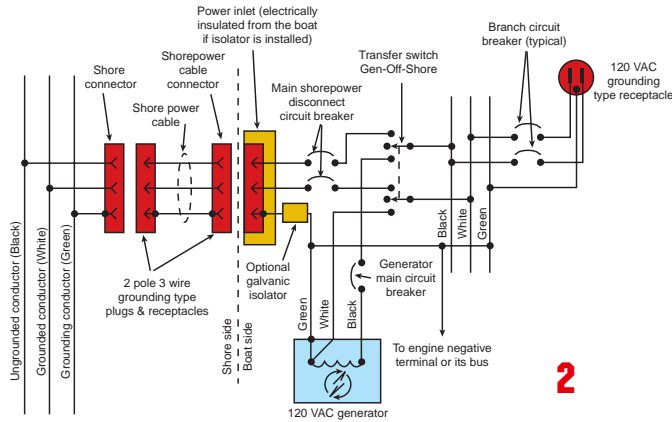 Power inlet (electrically
insulated from the boat
if isolator is installed)
Shore
connector
Shorepower
cable
connector
Shore power
cable
Main shorepower
disconnect
circuit breaker
Transfer switch
Gen-Off-Shore
Branch circuit
breaker (typical)
120 VAC
grounding
type receptacle
Ungrounded conductor (Black)
Grounded conductor (White)
Grounding conductor (Green)
2 pole 3 wire
grounding type
plugs & receptacles
Shore side
Boat side
Optional
galvanic
isolator
Green
White
Black
Generator
main circuit
breaker
Black
White
Green
To engine negative
terminal or its bus
120 VAC generator
2